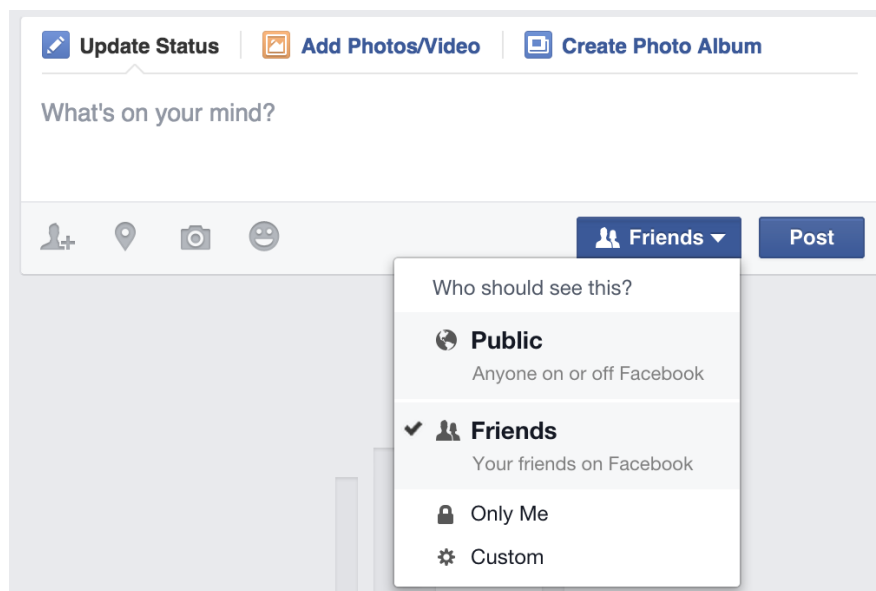 Update Status Add Photos/Video Create Photo Album
What's on your mind?
Friends Post
Who should see this?
Public
Anyone on or off Facebook
Friends
Your friends on Facebook
Only Me
Custom